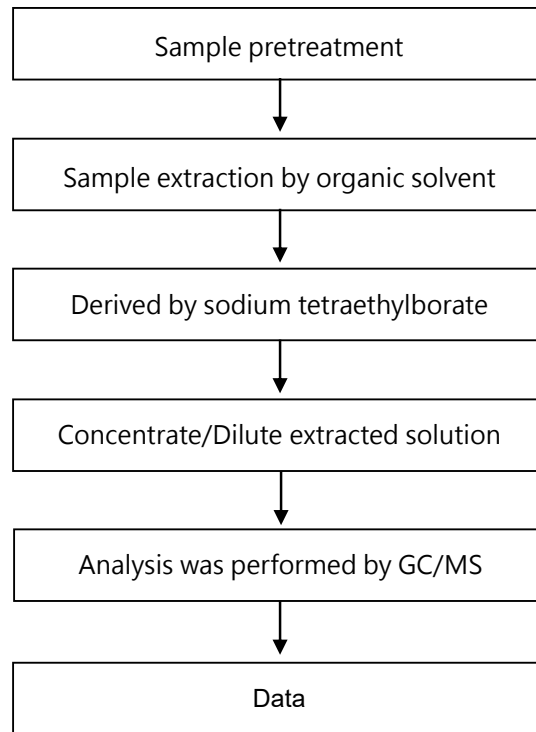 Sample pretreatment
Sample extraction by organic solvent
Derived by sodium tetraethylborate
Concentrate/Dilute extracted solution
Analysis was performed by GC/MS
Data